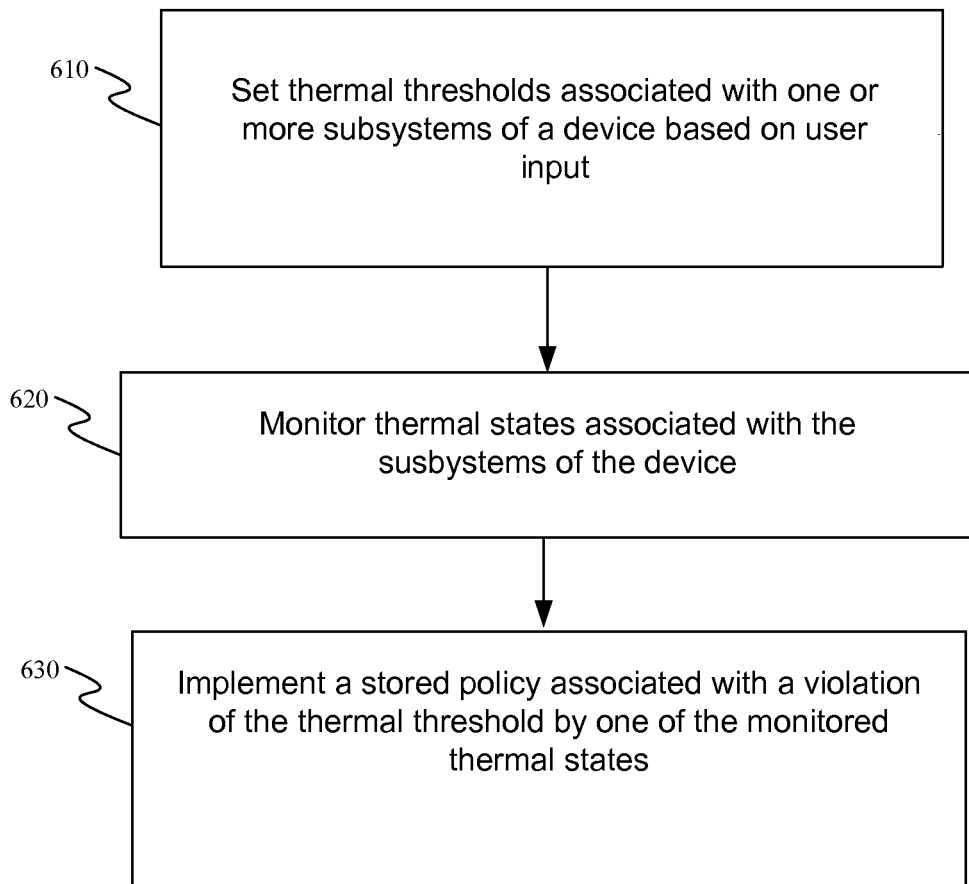 610
Set thermal thresholds associated with one or
more subsystems of a device based on user
input
620
Monitor thermal states associated with the
susbystems of the device
630
Implement a stored policy associated with a violation
of the thermal threshold by one of the monitored
thermal states